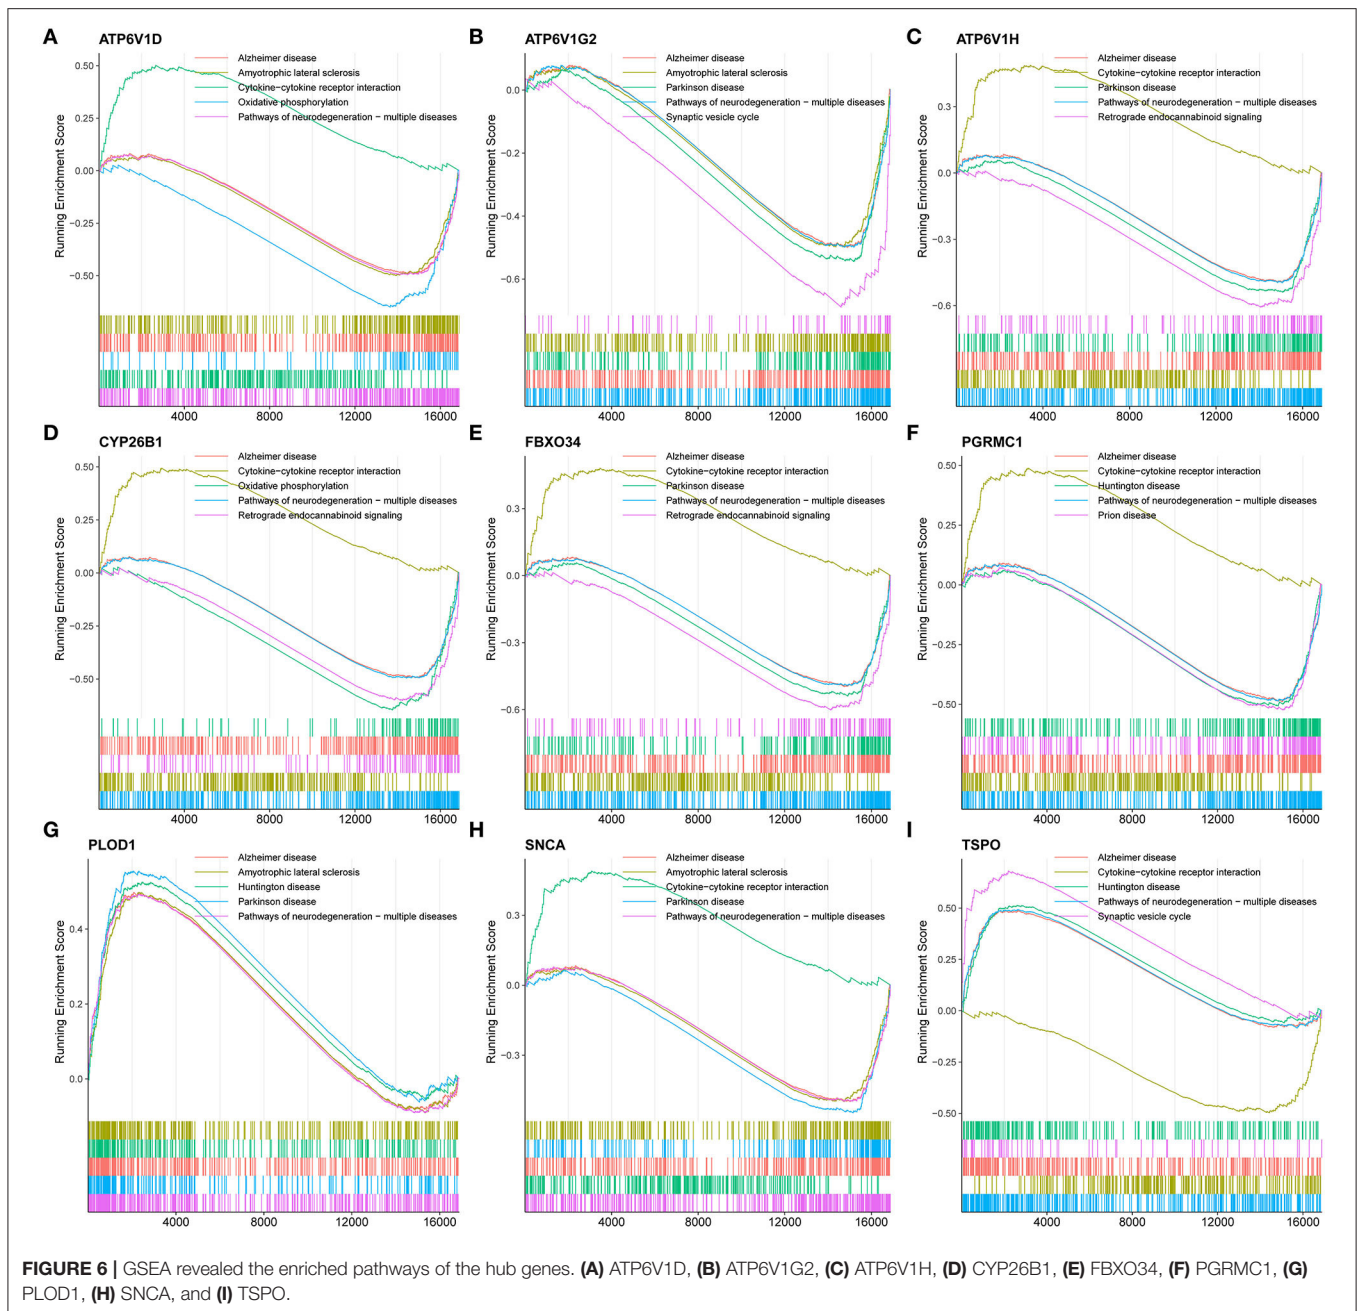 A
ATP6V1D
Alzheimer disease
Amyotrophic lateral sclerosis
Cytokine−cytokine receptor interaction
Oxidative phosphorylation
Pathways of neurodegeneration − multiple diseases
Running Enrichment Score
0.50
0.25
0.00
−0.25
−0.50
4000 8000 12000 16000
B
ATP6V1G2
Alzheimer disease
Amyotrophic lateral sclerosis
Parkinson disease
Pathways of neurodegeneration − multiple diseases
Synaptic vesicle cycle
Running Enrichment Score
0.0
−0.2
−0.4
−0.6
4000 8000 12000 16000
C
ATP6V1H
Alzheimer disease
Cytokine−cytokine receptor interaction
Parkinson disease
Pathways of neurodegeneration − multiple diseases
Retrograde endocannabinoid signaling
Running Enrichment Score
0.3
0.0
−0.3
−0.6
4000 8000 12000 16000
D
CYP26B1
Alzheimer disease
Cytokine−cytokine receptor interaction
Oxidative phosphorylation
Pathways of neurodegeneration − multiple diseases
Retrograde endocannabinoid signaling
Running Enrichment Score
0.50
0.25
0.00
−0.25
−0.50
4000 8000 12000 16000
E
FBXO34
Alzheimer disease
Cytokine−cytokine receptor interaction
Parkinson disease
Pathways of neurodegeneration − multiple diseases
Retrograde endocannabinoid signaling
Running Enrichment Score
0.3
0.0
−0.3
−0.6
4000 8000 12000 16000
F
PGRMC1
Alzheimer disease
Cytokine−cytokine receptor interaction
Huntington disease
Pathways of neurodegeneration − multiple diseases
Prion disease
Running Enrichment Score
0.50
0.25
0.00
−0.25
−0.50
4000 8000 12000 16000
G
PLOD1
Alzheimer disease
Amyotrophic lateral sclerosis
Huntington disease
Parkinson disease
Pathways of neurodegeneration − multiple diseases
Running Enrichment Score
0.4
0.2
0.0
4000 8000 12000 16000
H
SNCA
Alzheimer disease
Amyotrophic lateral sclerosis
Cytokine−cytokine receptor interaction
Parkinson disease
Pathways of neurodegeneration − multiple diseases
Running Enrichment Score
0.3
0.0
−0.3
4000 8000 12000 16000
I
TSPO
Alzheimer disease
Cytokine−cytokine receptor interaction
Huntington disease
Pathways of neurodegeneration − multiple diseases
Synaptic vesicle cycle
Running Enrichment Score
0.50
0.25
0.00
−0.25
−0.50
4000 8000 12000 16000
FIGURE 6 | GSEA revealed the enriched pathways of the hub genes. (A) ATP6V1D, (B) ATP6V1G2, (C) ATP6V1H, (D) CYP26B1, (E) FBXO34, (F) PGRMC1, (G)
PLOD1, (H) SNCA, and (I) TSPO.